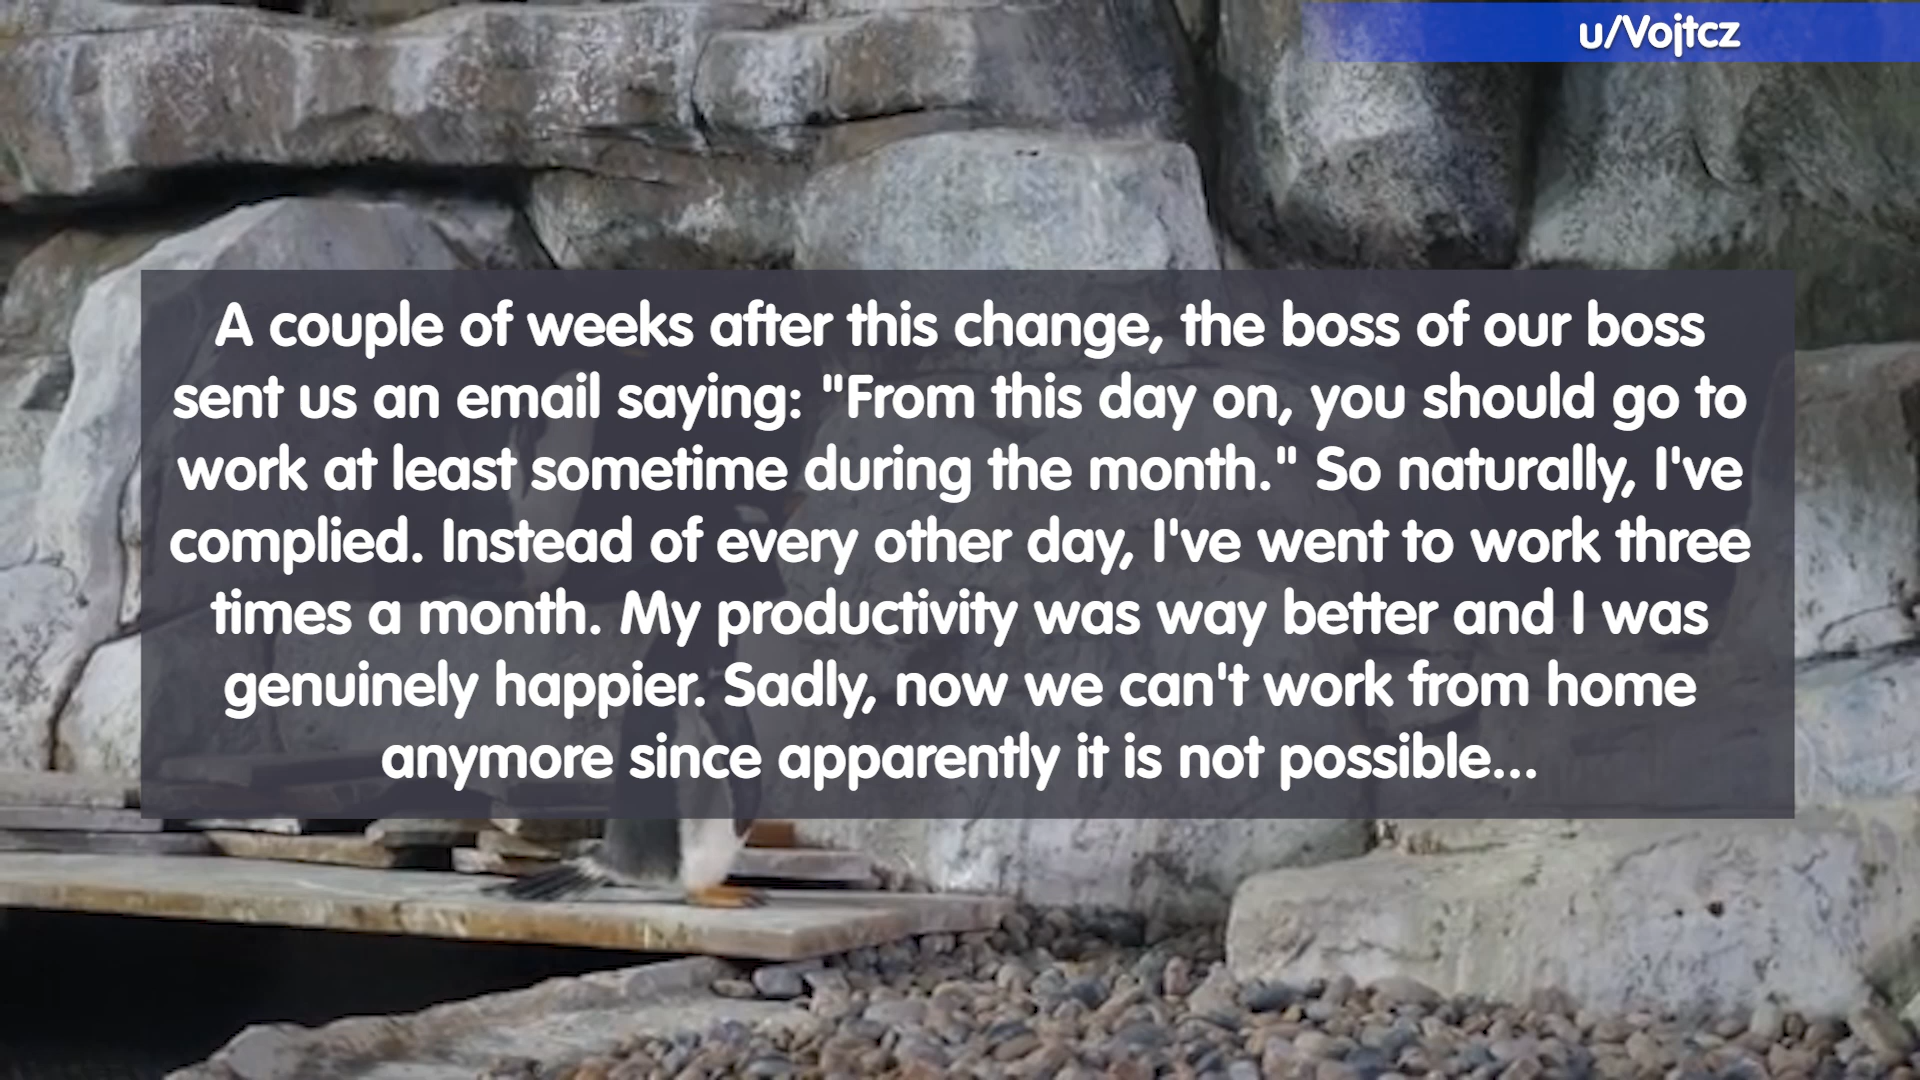 u/Vojtcz
A couple of weeks after this change, the boss of our boss
sent us an email saying: "From this day on, you should go to
work at least sometime during the month." So naturally, I've
complied. Instead of every other day, I've went to work three
times a month. My productivity was way better and I was
genuinely happier. Sadly, now we can't work from home
anymore since apparently it is not possible...